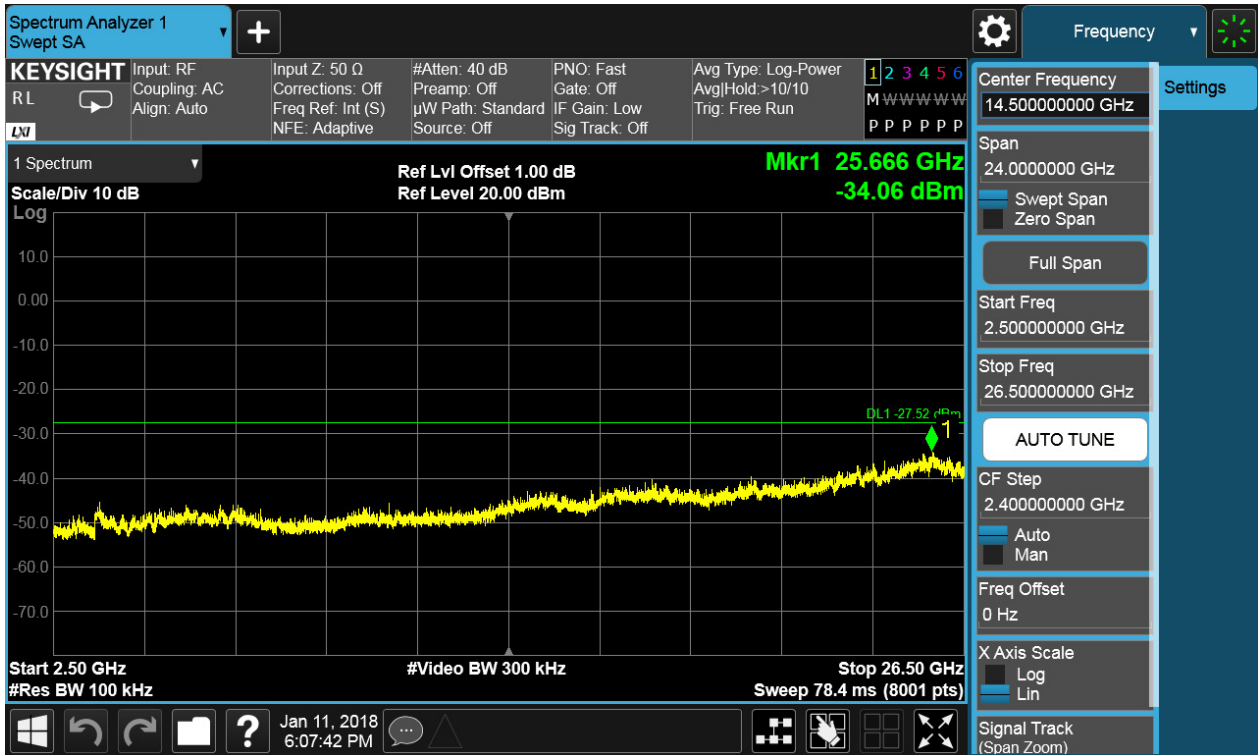 Spectrum Analyzer 1
Swept SA
+
Frequency
KEYSIGHT
RL
LXI
Input: RF
Coupling: AC
Align: Auto
Input Z: 50 Ω
Corrections: Off
Freq Ref: Int (S)
NFE: Adaptive
#Atten: 40 dB
Preamp: Off
µW Path: Standard
Source: Off
PNO: Fast
Gate: Off
IF Gain: Low
Sig Track: Off
Avg Type: Log-Power
Avg|Hold:>10/10
Trig: Free Run
1 2 3 4 5 6
M W W W W W
P P P P P P
1 Spectrum
Scale/Div 10 dB
Log
Ref Lvl Offset 1.00 dB
Ref Level 20.00 dBm
Mkr1 25.666 GHz
-34.06 dBm
10.0
0.00
-10.0
-20.0
-30.0
-40.0
-50.0
-60.0
-70.0
DL1 -27.52 dBm
1
Start 2.50 GHz
#Res BW 100 kHz
#Video BW 300 kHz
Stop 26.50 GHz
Sweep 78.4 ms (8001 pts)
Center Frequency
14.500000000 GHz
Span
24.0000000 GHz
Swept Span
Zero Span
Full Span
Start Freq
2.500000000 GHz
Stop Freq
26.500000000 GHz
AUTO TUNE
CF Step
2.400000000 GHz
Auto
Man
Freq Offset
0 Hz
X Axis Scale
Log
Lin
Signal Track
(Span Zoom)
Settings
?
Jan 11, 2018
6:07:42 PM